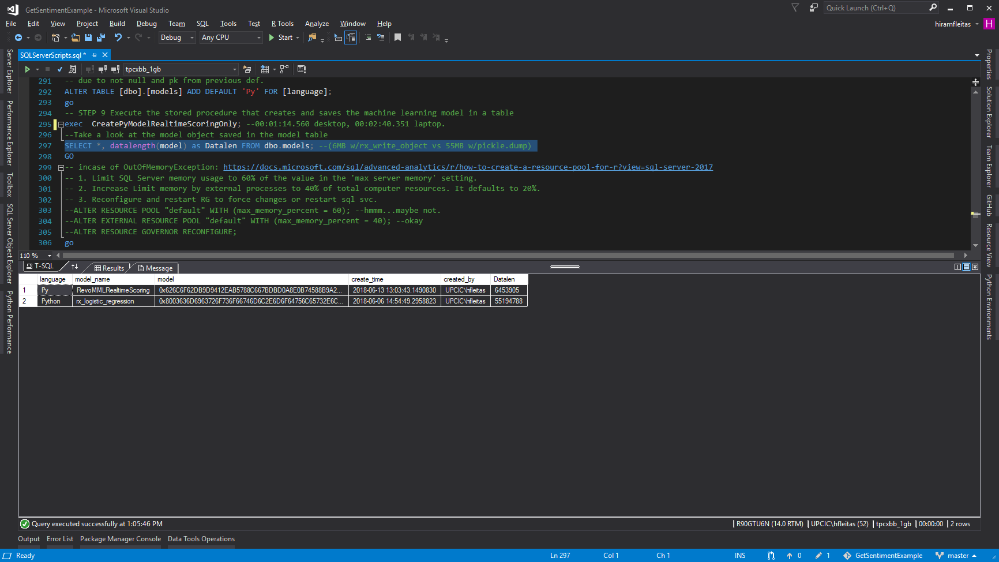 GetSentimentExample - Microsoft Visual Studio
Quick Launch (Ctrl+Q)
File Edit View Project Build Debug Team SQL Tools Test R Tools Analyze Window Help
hiramfleitas H
Debug Any CPU Start
SQLServerScripts.sql *
tpcxbb_1gb
291 -- due to not null and pk from previous def.
292 ALTER TABLE [dbo].[models] ADD DEFAULT 'Py' FOR [language];
293 go
294 -- STEP 9 Execute the stored procedure that creates and saves the machine learning model in a table
295 exec  CreatePyModelRealtimeScoringOnly; --00:01:14.560 desktop, 00:02:40.351 laptop.
296 --Take a look at the model object saved in the model table
297 SELECT *, datalength(model) as Datalen FROM dbo.models; --(6MB w/rx_write_object vs 55MB w/pickle.dump)
298 GO
299 -- incase of OutOfMemoryException: https://docs.microsoft.com/sql/advanced-analytics/r/how-to-create-a-resource-pool-for-r?view=sql-server-2017
300 -- 1. Limit SQL Server memory usage to 60% of the value in the 'max server memory' setting.
301 -- 2. Increase Limit memory by external processes to 40% of total computer resources. It defaults to 20%.
302 -- 3. Reconfigure and restart RG to force changes or restart sql svc.
303 --ALTER RESOURCE POOL "default" WITH (max_memory_percent = 60); --hmmm...maybe not.
304 --ALTER EXTERNAL RESOURCE POOL "default" WITH (max_memory_percent = 40); --okay
305 --ALTER RESOURCE GOVERNOR RECONFIGURE;
306 go
110 %
T-SQL Results Message
language model_name model create_time created_by Datalen
1 Py RevoMMLRealtimeScoring 0x626C6F62DB9D9412EAB5788C667BDBD0A8E0B74588B9A2... 2018-06-13 13:03:43.1490830 UPCIC\hfleitas 6453905
2 Python rx_logistic_regression 0x8003636D6963726F736F66746D6C2E6D6F64756C65732E6C... 2018-06-06 14:54:49.2958823 UPCIC\hfleitas 55194788
Query executed successfully at 1:05:46 PM
R90GTU6N (14.0 RTM) UPCIC\hfleitas (52) tpcxbb_1gb 00:00:00 2 rows
Output Error List Package Manager Console Data Tools Operations
Ready Ln 297 Col 1 Ch 1 INS 0 1 GetSentimentExample master
Server Explorer
Performance Explorer
Toolbox
SQL Server Object Explorer
Python Performance
Properties
Solution Explorer
Team Explorer
GitHub
Resource View
Python Environments